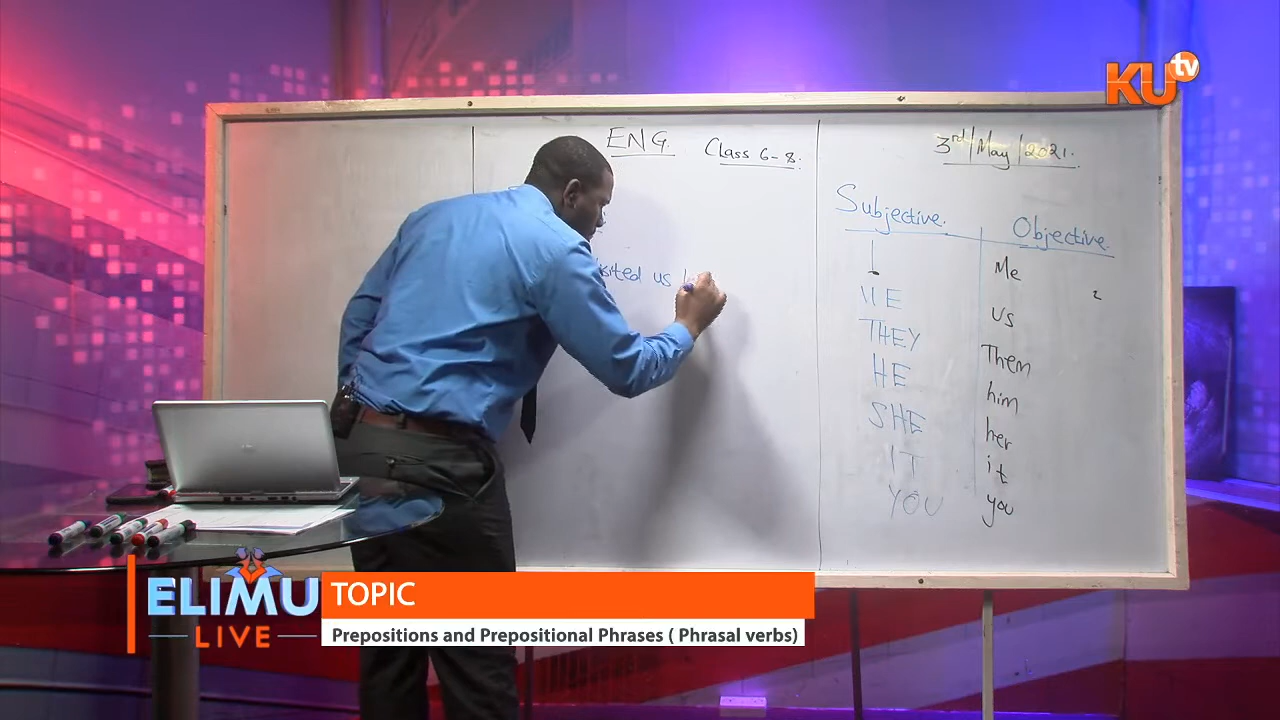 KU tv
ENG. Class 6-8.
3rd/May/2021.
Subjective. Objective.
I Me
WE us
THEY Them
HE him
SHE her
IT it
YOU you
visited us
ELIMU
LIVE
TOPIC
Prepositions and Prepositional Phrases ( Phrasal verbs)